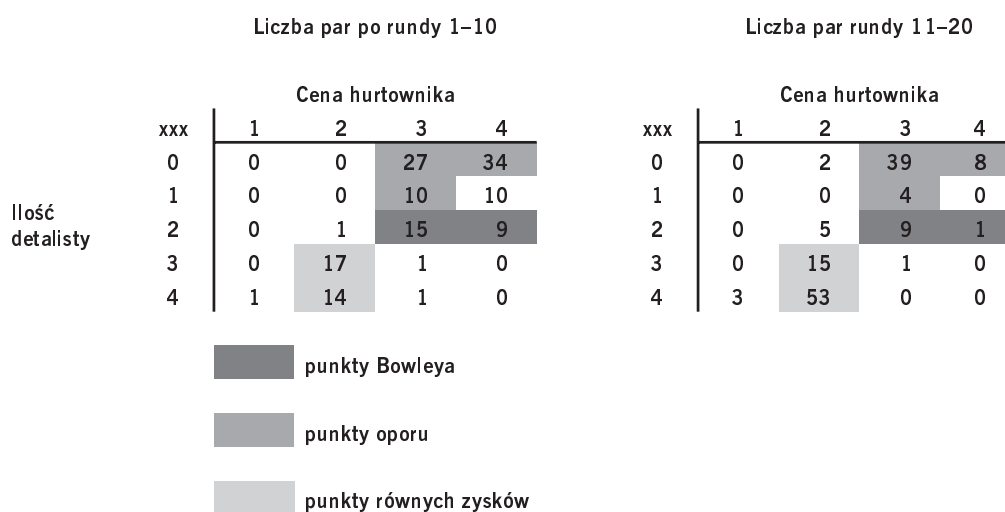 Liczba par po rundy 1–10
Liczba par rundy 11–20
Cena hurtownika
Cena hurtownika
xxx 1 2 3 4
xxx 1 2 3 4
0 0 0 27 34
0 0 2 39 8
1 0 0 10 10
1 0 0 4 0
Ilość
detalisty
2 0 1 15 9
2 0 5 9 1
3 0 17 1 0
3 0 15 1 0
4 1 14 1 0
4 3 53 0 0
punkty Bowleya
punkty oporu
punkty równych zysków